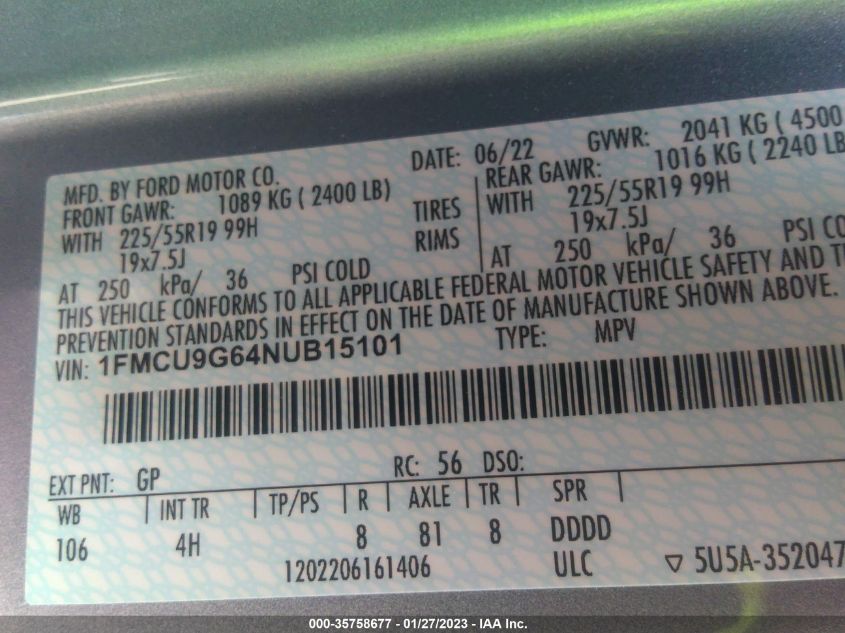 MFD. BY FORD MOTOR CO. DATE: 06/22 GVWR: 2041 KG ( 4500
FRONT GAWR: 1089 KG ( 2400 LB) REAR GAWR: 1016 KG ( 2240 LB
WITH 225/55R19 99H TIRES WITH 225/55R19 99H
19x7.5J RIMS 19x7.5J
AT 250 kPa/ 36 PSI COLD AT 250 kPa/ 36 PSI CO
THIS VEHICLE CONFORMS TO ALL APPLICABLE FEDERAL MOTOR VEHICLE SAFETY AND T
PREVENTION STANDARDS IN EFFECT ON THE DATE OF MANUFACTURE SHOWN ABOVE.
VIN: 1FMCU9G64NUB15101 TYPE: MPV
EXT PNT: GP RC: 56 DSO:
WB INT TR TP/PS R AXLE TR SPR
106 4H 8 81 8 DDDD
1202206161406 ULC 5U5A-352047
000-35758677 - 01/27/2023 - IAA Inc.